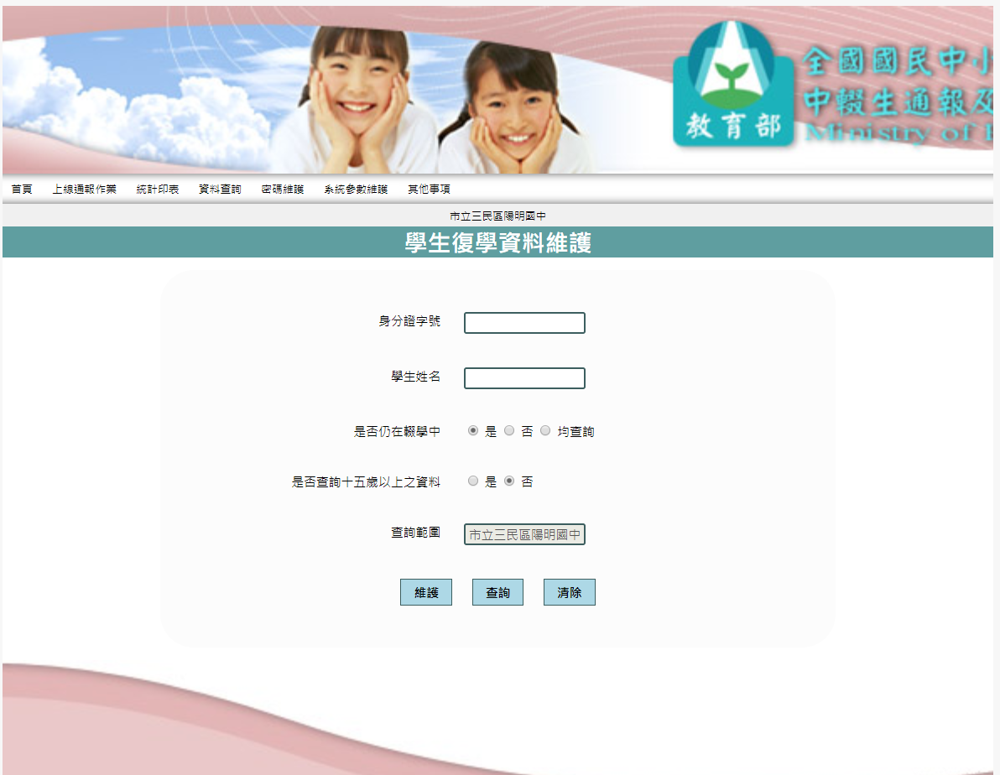 全國國民中小
中輟生通報及
教育部
Ministry of
首頁 上線通報作業 統計印表 資料查詢 密碼維護 系統參數維護 其他事項
市立三民區陽明國中
學生復學資料維護
身分證字號
學生姓名
是否仍在輟學中 是 否 均查詢
是否查詢十五歲以上之資料 是 否
查詢範圍 市立三民區陽明國中
維護 查詢 清除